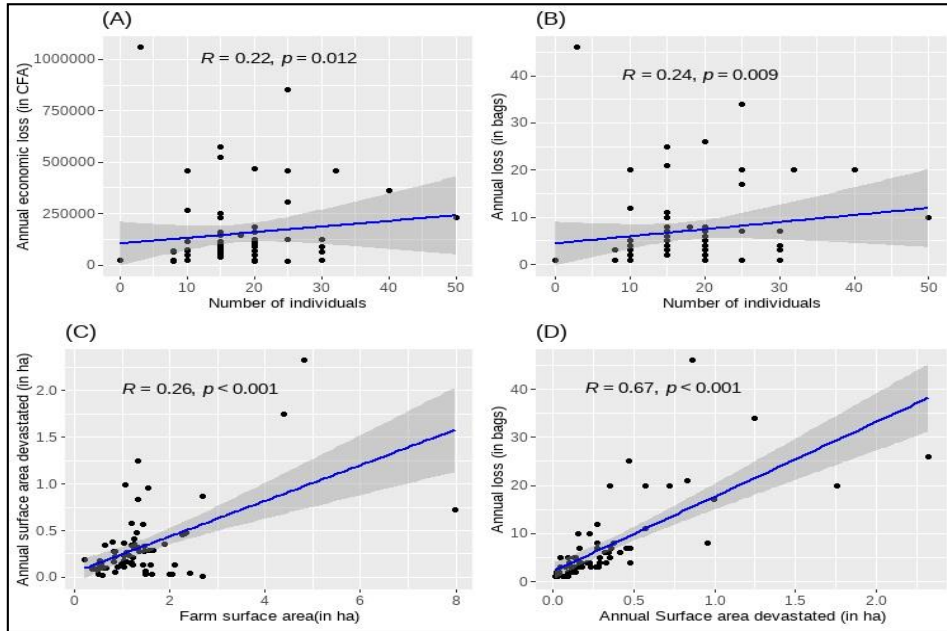 (A)
R = 0.22, p = 0.012
Annual economic loss (in CFA)
1000000
750000
500000
250000
0
0 10 20 30 40 50
Number of individuals
(B)
R = 0.24, p = 0.009
Annual loss (in bags)
40
30
20
10
0
0 10 20 30 40 50
Number of individuals
(C)
R = 0.26, p < 0.001
Annual surface area devastated (in ha)
2.0
1.5
1.0
0.5
0.0
0 2 4 6 8
Farm surface area(in ha)
(D)
R = 0.67, p < 0.001
Annual loss (in bags)
40
30
20
10
0
0.0 0.5 1.0 1.5 2.0
Annual Surface area devastated (in ha)